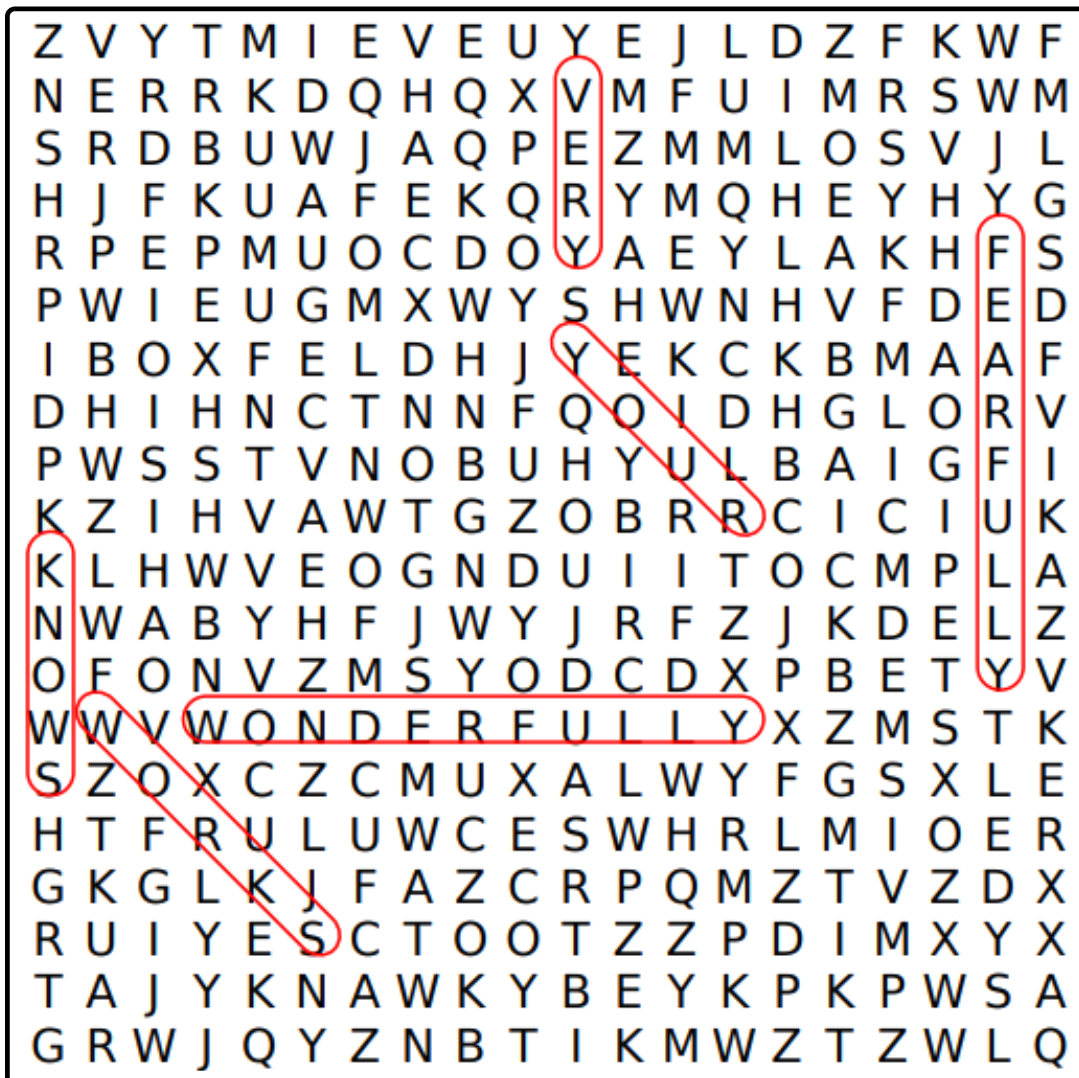 Z V Y T M I E V E U Y E J L D Z F K W F
N E R R K D Q H Q X V M F U I M R S W M
S R D B U W J A Q P E Z M M L O S V J L
H J F K U A F E K Q R Y M Q H E Y H Y G
R P E P M U O C D O Y A E Y L A K H F S
P W I E U G M X W Y S H W N H V F D E D
I B O X F E L D H J Y E K C K B M A A F
D H I H N C T N N F Q O I D H G L O R V
P W S S T V N O B U H Y U L B A I G F I
K Z I H V A W T G Z O B R R C I C I U K
K L H W V E O G N D U I I T O C M P L A
N W A B Y H F J W Y J R F Z J K D E L Z
O F O N V Z M S Y O D C D X P B E T Y V
W W V W O N D E R F U L L Y X Z M S T K
S Z O X C Z C M U X A L W Y F G S X L E
H T F R U L U W C E S W H R L M I O E R
G K G L K J F A Z C R P Q M Z T V Z D X
R U I Y E S C T O O T Z Z P D I M X Y X
T A J Y K N A W K Y B E Y K P K P W S A
G R W J Q Y Z N B T I K M W Z T Z W L Q